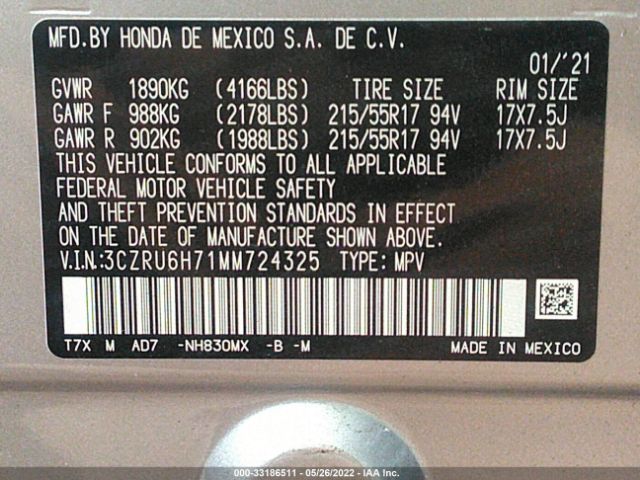 MFD.BY HONDA DE MEXICO S.A. DE C.V.
01/'21
GVWR 1890KG (4166LBS) TIRE SIZE RIM SIZE
GAWR F 988KG (2178LBS) 215/55R17 94V 17X7.5J
GAWR R 902KG (1988LBS) 215/55R17 94V 17X7.5J
THIS VEHICLE CONFORMS TO ALL APPLICABLE
FEDERAL MOTOR VEHICLE SAFETY
AND THEFT PREVENTION STANDARDS IN EFFECT
ON THE DATE OF MANUFACTURE SHOWN ABOVE.
V.I.N.:3CZRU6H71MM724325 TYPE: MPV
T7X M AD7 -NH830MX -B -M MADE IN MEXICO
000-33186511 - 05/26/2022 - IAA Inc.